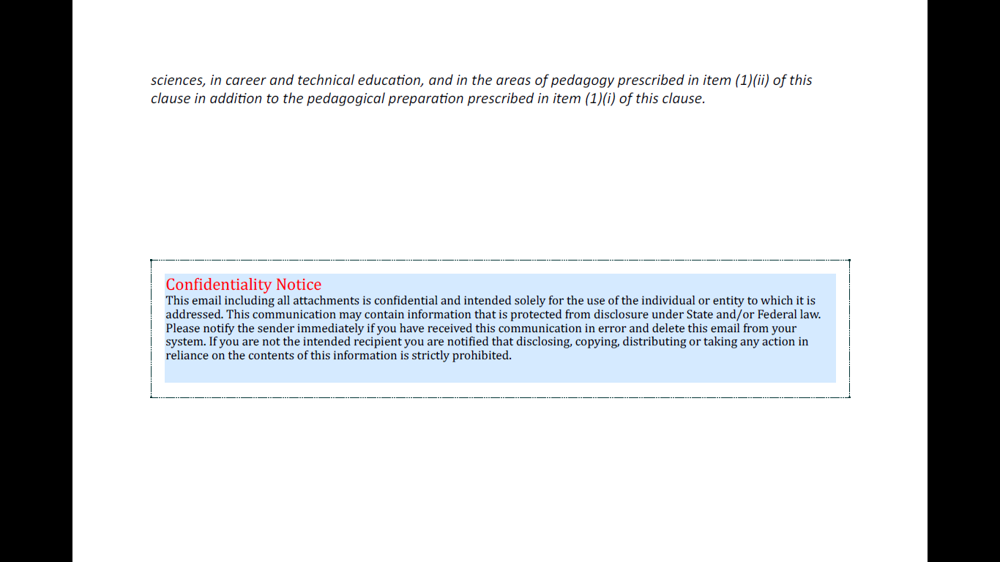 sciences, in career and technical education, and in the areas of pedagogy prescribed in item (1)(ii) of this
clause in addition to the pedagogical preparation prescribed in item (1)(i) of this clause.
Confidentiality Notice
This email including all attachments is confidential and intended solely for the use of the individual or entity to which it is
addressed. This communication may contain information that is protected from disclosure under State and/or Federal law.
Please notify the sender immediately if you have received this communication in error and delete this email from your
system. If you are not the intended recipient you are notified that disclosing, copying, distributing or taking any action in
reliance on the contents of this information is strictly prohibited.